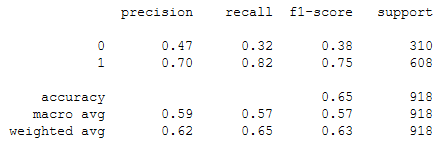 precision recall f1-score support
0 0.47 0.32 0.38 310
1 0.70 0.82 0.75 608
accuracy 0.65 918
macro avg 0.59 0.57 0.57 918
weighted avg 0.62 0.65 0.63 918